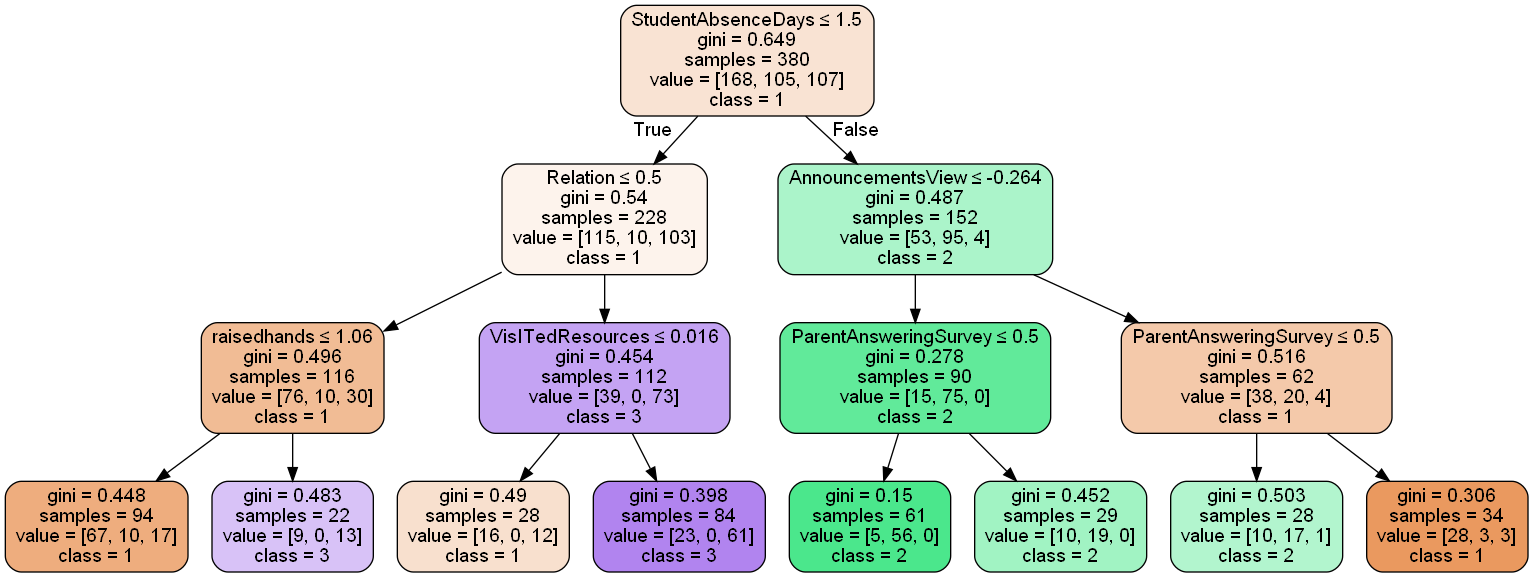 StudentAbsenceDays ≤ 1.5
gini = 0.649
samples = 380
value = [168, 105, 107]
class = 1
True
False
Relation ≤ 0.5
gini = 0.54
samples = 228
value = [115, 10, 103]
class = 1
AnnouncementsView ≤ -0.264
gini = 0.487
samples = 152
value = [53, 95, 4]
class = 2
raisedhands ≤ 1.06
gini = 0.496
samples = 116
value = [76, 10, 30]
class = 1
VisITedResources ≤ 0.016
gini = 0.454
samples = 112
value = [39, 0, 73]
class = 3
ParentAnsweringSurvey ≤ 0.5
gini = 0.278
samples = 90
value = [15, 75, 0]
class = 2
ParentAnsweringSurvey ≤ 0.5
gini = 0.516
samples = 62
value = [38, 20, 4]
class = 1
gini = 0.448
samples = 94
value = [67, 10, 17]
class = 1
gini = 0.483
samples = 22
value = [9, 0, 13]
class = 3
gini = 0.49
samples = 28
value = [16, 0, 12]
class = 1
gini = 0.398
samples = 84
value = [23, 0, 61]
class = 3
gini = 0.15
samples = 61
value = [5, 56, 0]
class = 2
gini = 0.452
samples = 29
value = [10, 19, 0]
class = 2
gini = 0.503
samples = 28
value = [10, 17, 1]
class = 2
gini = 0.306
samples = 34
value = [28, 3, 3]
class = 1